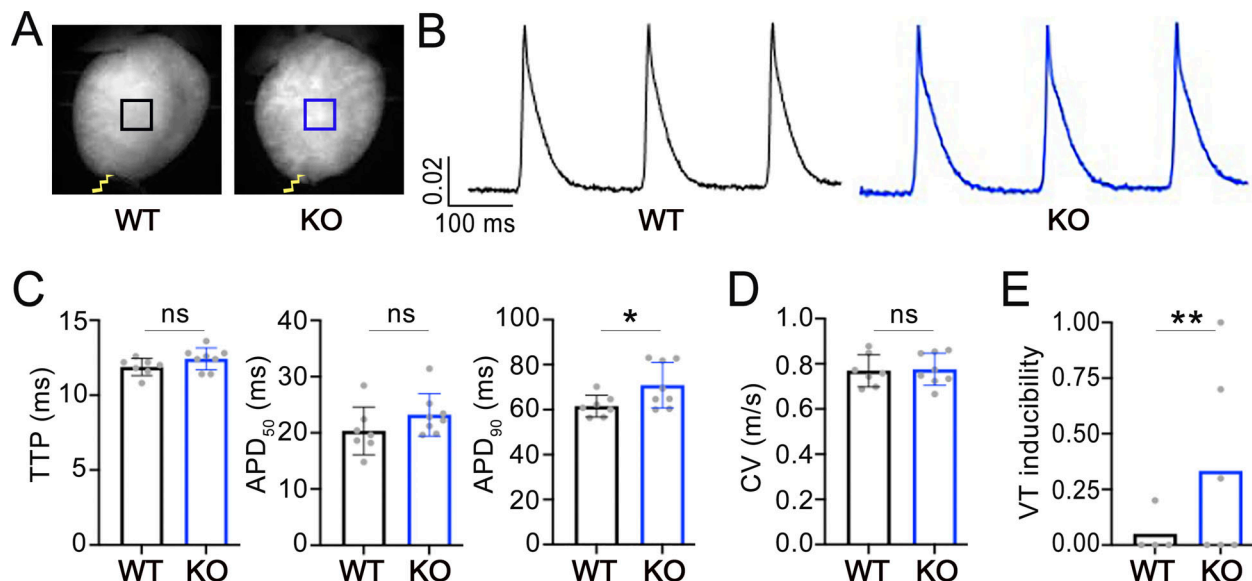 A
WT
KO
B
0.02
100 ms
WT
KO
C
TTP (ms)
15
10
5
0
ns
WT KO
APD50 (ms)
40
30
20
10
0
ns
WT KO
APD90 (ms)
100
80
60
40
20
0
*
WT KO
D
CV (m/s)
1.0
0.8
0.6
0.4
0.2
0.0
ns
WT KO
E
VT inducibility
1.00
0.75
0.50
0.25
0.00
**
WT KO